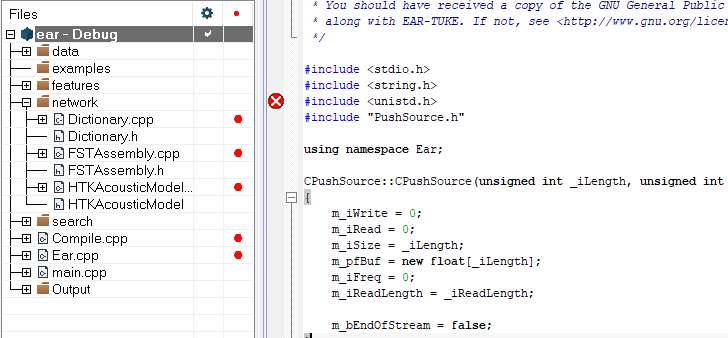 Files
ear - Debug
data
examples
features
network
Dictionary.cpp
Dictionary.h
FSTAssembly.cpp
FSTAssembly.h
HTKAcousticModel...
HTKAcousticModel
search
Compile.cpp
Ear.cpp
main.cpp
Output
* You should have received a copy of the GNU General Public
* along with EAR-TUKE. If not, see <http://www.gnu.org/lice
*/
#include <stdio.h>
#include <string.h>
#include <unistd.h>
#include "PushSource.h"
using namespace Ear;
CPushSource::CPushSource(unsigned int _iLength, unsigned int
{
m_iWrite = 0;
m_iRead = 0;
m_iSize = _iLength;
m_pfBuf = new float[_iLength];
m_iFreq = 0;
m_iReadLength = _iReadLength;
m_bEndOfStream = false;